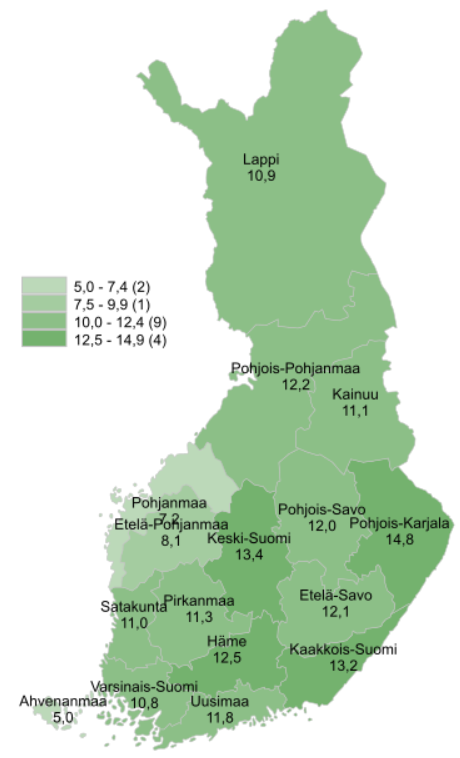 Lappi
10,9
5,0 - 7,4 (2)
7,5 - 9,9 (1)
10,0 - 12,4 (9)
12,5 - 14,9 (4)
Pohjois-Pohjanmaa
12,2
Kainuu
11,1
Pohjanmaa
7,2
Etelä-Pohjanmaa
8,1
Keski-Suomi
13,4
Pohjois-Savo
12,0
Pohjois-Karjala
14,8
Satakunta
11,0
Pirkanmaa
11,3
Etelä-Savo
12,1
Häme
12,5
Kaakkois-Suomi
13,2
Ahvenanmaa
5,0
Varsinais-Suomi
10,8
Uusimaa
11,8